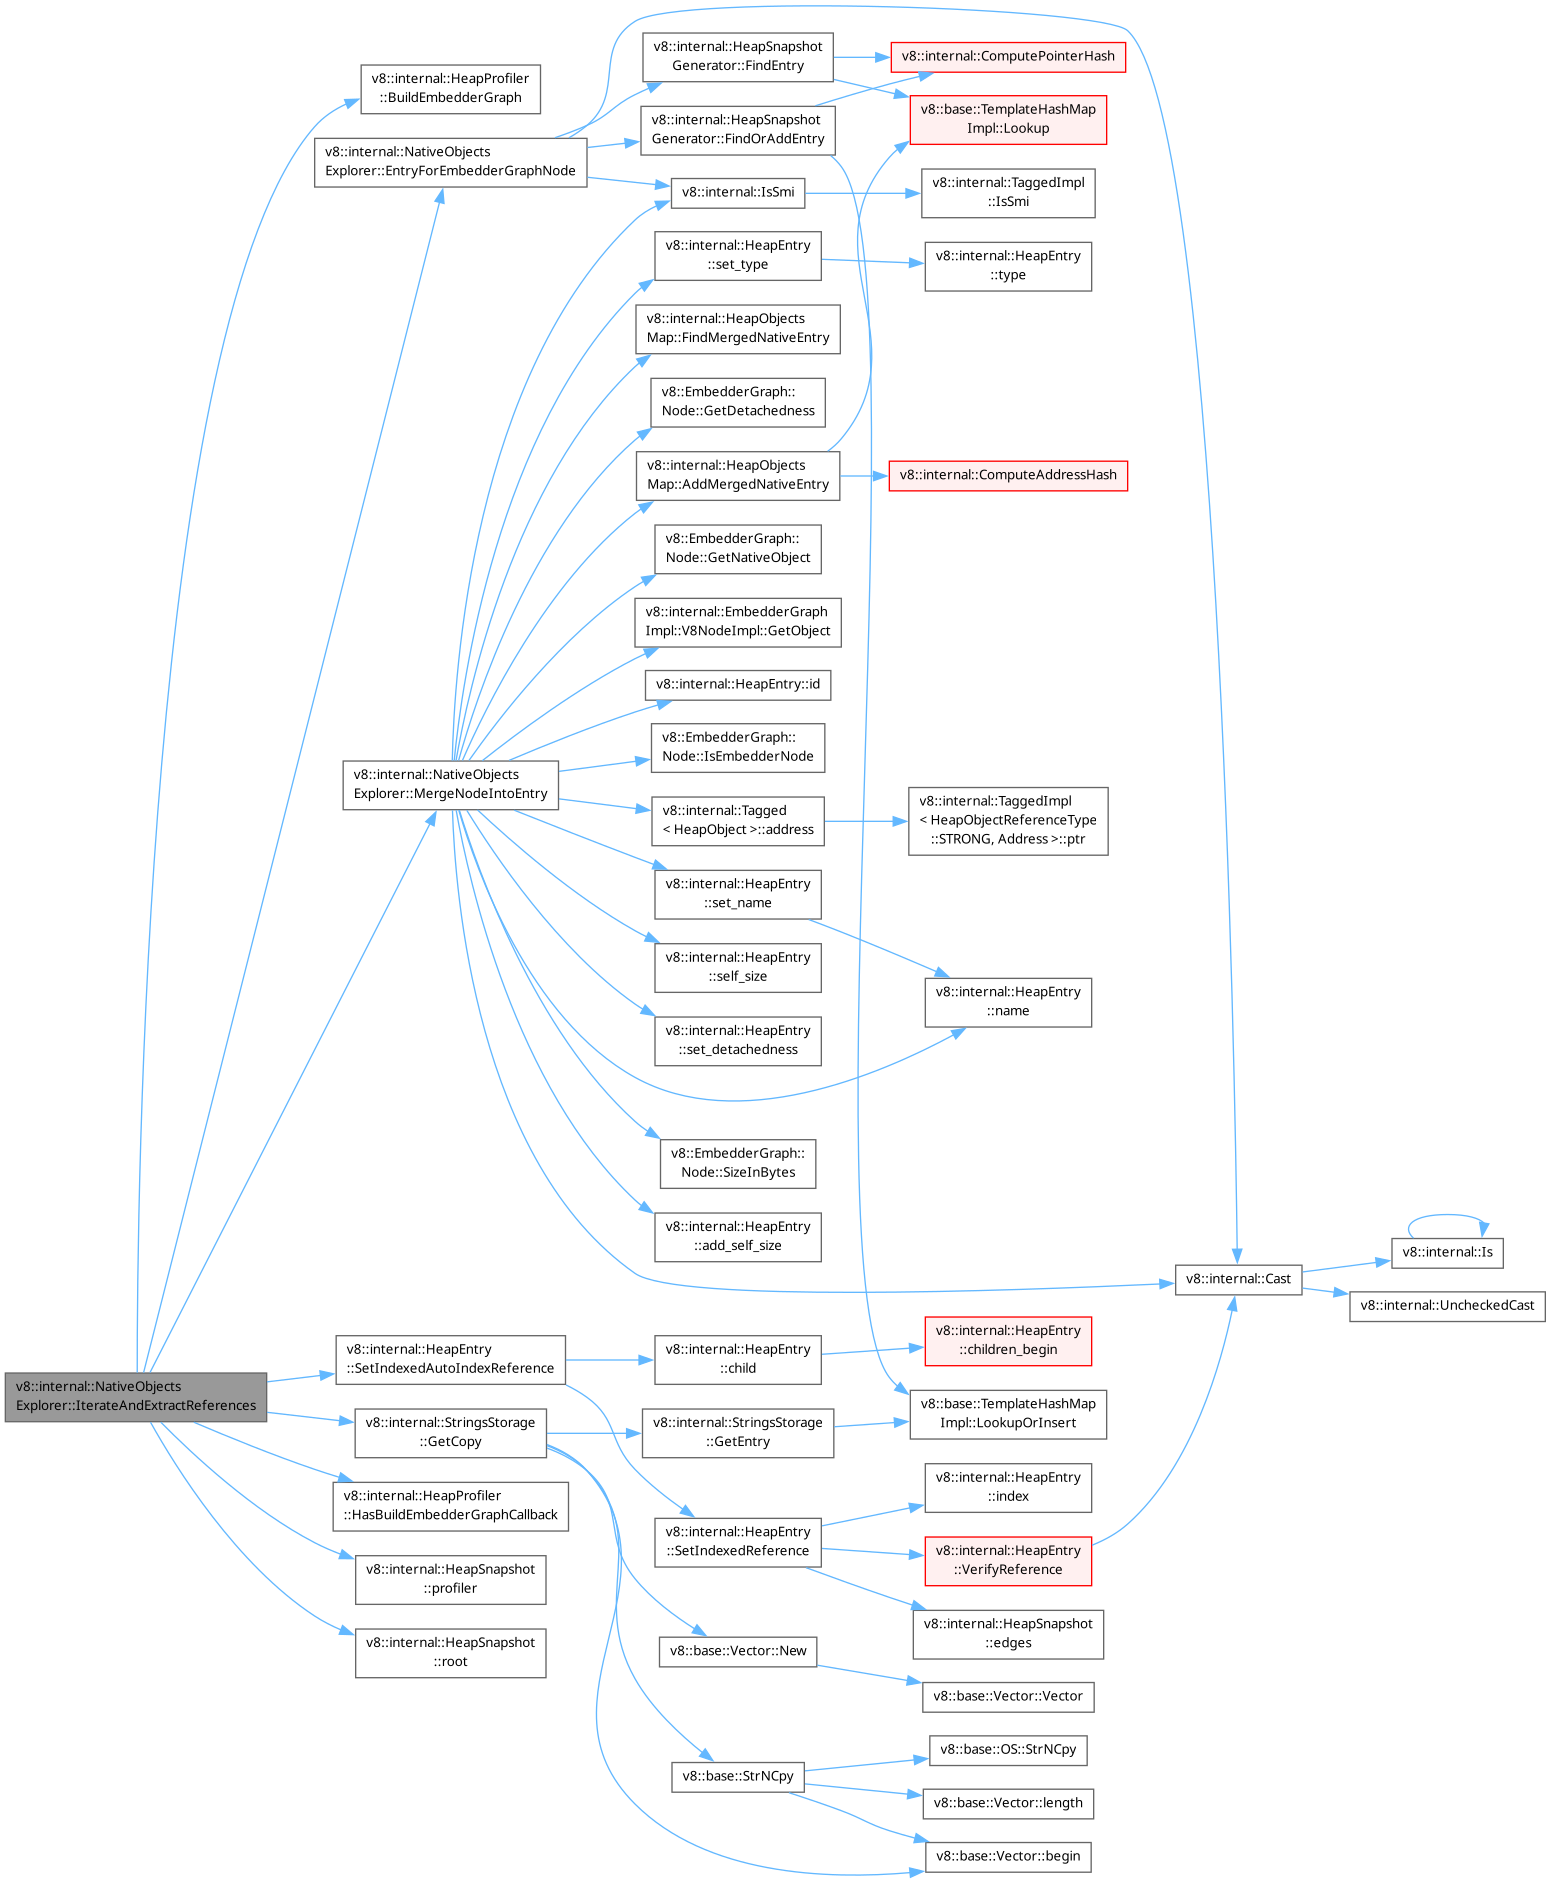 v8::internal::HeapProfiler
::BuildEmbedderGraph
v8::internal::NativeObjects
Explorer::EntryForEmbedderGraphNode
v8::internal::HeapSnapshot
Generator::FindEntry
v8::internal::ComputePointerHash
v8::internal::HeapSnapshot
Generator::FindOrAddEntry
v8::base::TemplateHashMap
Impl::Lookup
v8::internal::IsSmi
v8::internal::TaggedImpl
::IsSmi
v8::internal::HeapEntry
::set_type
v8::internal::HeapEntry
::type
v8::internal::HeapObjects
Map::FindMergedNativeEntry
v8::EmbedderGraph::
Node::GetDetachedness
v8::internal::HeapObjects
Map::AddMergedNativeEntry
v8::internal::ComputeAddressHash
v8::EmbedderGraph::
Node::GetNativeObject
v8::internal::EmbedderGraph
Impl::V8NodeImpl::GetObject
v8::internal::HeapEntry::id
v8::internal::NativeObjects
Explorer::MergeNodeIntoEntry
v8::EmbedderGraph::
Node::IsEmbedderNode
v8::internal::Tagged
< HeapObject >::address
v8::internal::TaggedImpl
< HeapObjectReferenceType
::STRONG, Address >::ptr
v8::internal::HeapEntry
::set_name
v8::internal::HeapEntry
::self_size
v8::internal::HeapEntry
::name
v8::internal::HeapEntry
::set_detachedness
v8::EmbedderGraph::
Node::SizeInBytes
v8::internal::HeapEntry
::add_self_size
v8::internal::Cast
v8::internal::Is
v8::internal::UncheckedCast
v8::internal::NativeObjects
Explorer::IterateAndExtractReferences
v8::internal::HeapEntry
::SetIndexedAutoIndexReference
v8::internal::HeapEntry
::child
v8::internal::HeapEntry
::children_begin
v8::internal::StringsStorage
::GetCopy
v8::internal::StringsStorage
::GetEntry
v8::base::TemplateHashMap
Impl::LookupOrInsert
v8::internal::HeapProfiler
::HasBuildEmbedderGraphCallback
v8::internal::HeapEntry
::SetIndexedReference
v8::internal::HeapEntry
::index
v8::internal::HeapEntry
::VerifyReference
v8::internal::HeapSnapshot
::profiler
v8::internal::HeapSnapshot
::edges
v8::internal::HeapSnapshot
::root
v8::base::Vector::New
v8::base::Vector::Vector
v8::base::StrNCpy
v8::base::OS::StrNCpy
v8::base::Vector::length
v8::base::Vector::begin